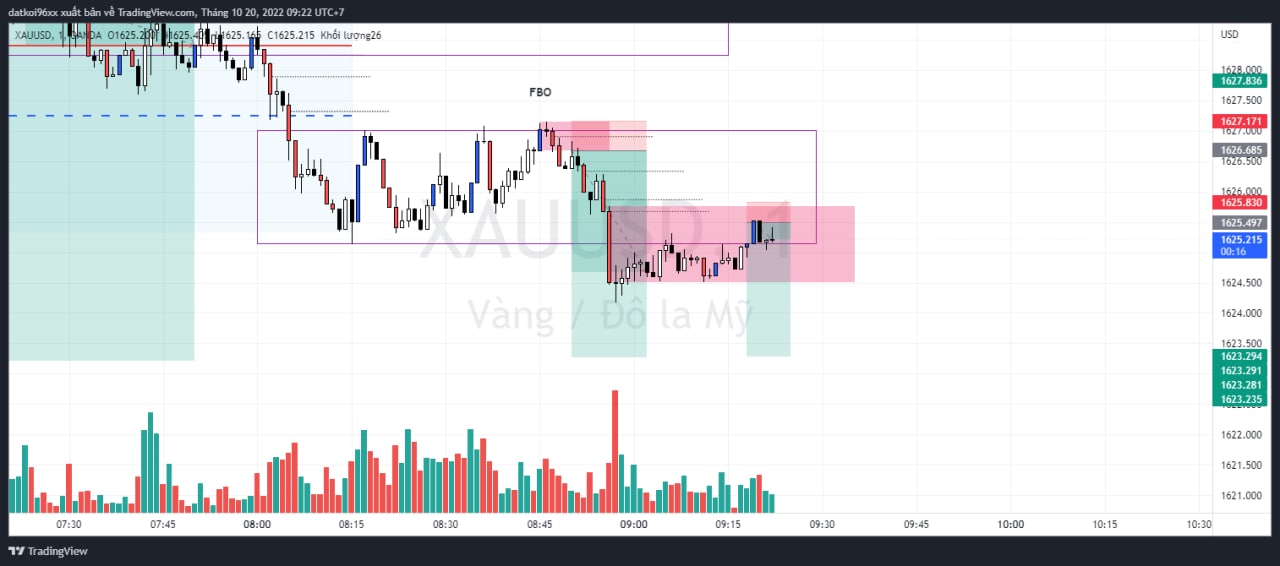 datkoi96xx xuất bản về TradingView.com, Tháng 10 20, 2022 09:22 UTC+7
XAUUSD, 1, OANDA O1625.200 H1625.405 L1625.165 C1625.215 Khối lượng26
USD
FBO
1628.000
1627.836
1627.500
1627.171
1627.000
1626.685
1626.500
1626.000
1625.830
1625.497
1625.215
00:16
1624.500
1624.000
1623.500
1623.294
1623.291
1623.281
1623.235
1622.000
1621.500
1621.000
XAUUSD, 1
Vàng / Đô la Mỹ
07:30 07:45 08:00 08:15 08:30 08:45 09:00 09:15 09:30 09:45 10:00 10:15 10:30
TradingView